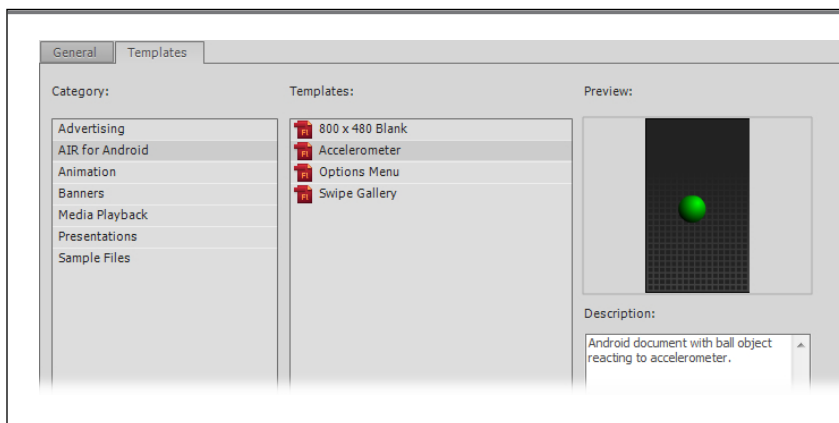 General Templates
Category:
Advertising
AIR for Android
Animation
Banners
Media Playback
Presentations
Sample Files
Templates:
800 x 480 Blank
Accelerometer
Options Menu
Swipe Gallery
Preview:
Description:
Android document with ball object
reacting to accelerometer.